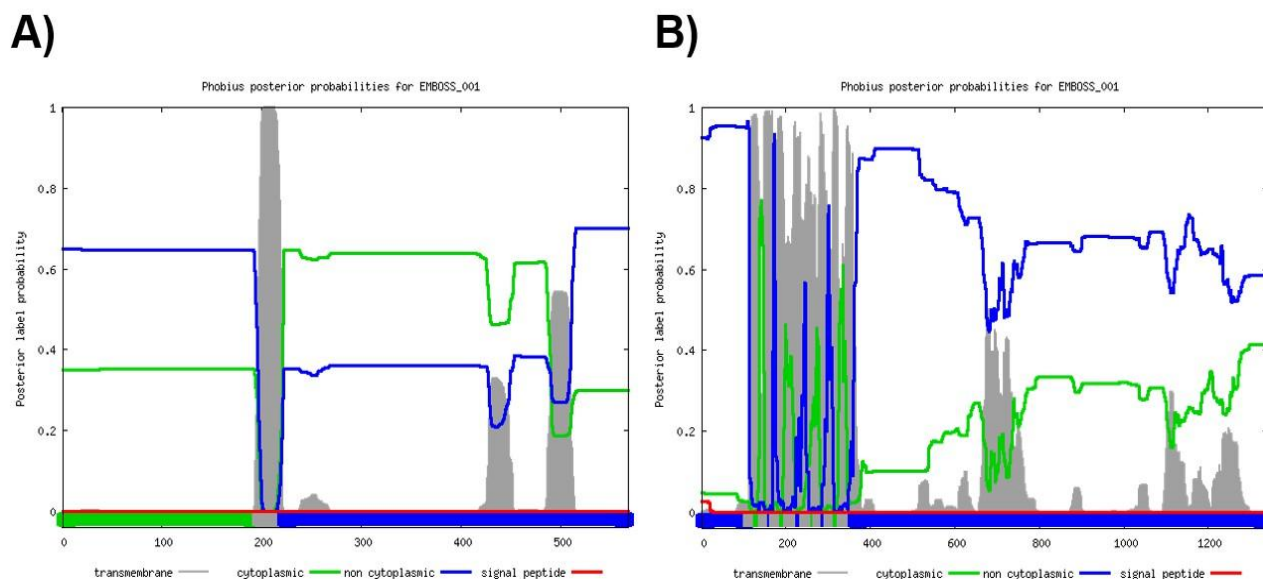 A)
Phobius posterior probabilities for EMBOSS_001
Posterior label probability
1
0.8
0.6
0.4
0.2
0
0 100 200 300 400 500
transmembrane cytoplasmic non cytoplasmic signal peptide
B)
Phobius posterior probabilities for EMBOSS_001
Posterior label probability
1
0.8
0.6
0.4
0.2
0
0 200 400 600 800 1000 1200
transmembrane cytoplasmic non cytoplasmic signal peptide